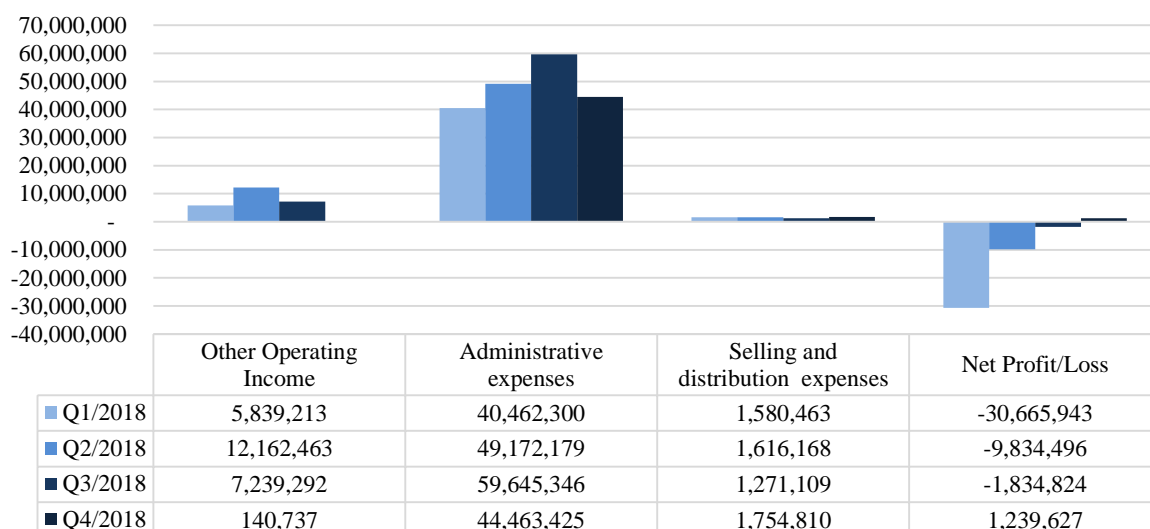 70,000,000
60,000,000
50,000,000
40,000,000
30,000,000
20,000,000
10,000,000
-
-10,000,000
-20,000,000
-30,000,000
-40,000,000
Other Operating
Income
Administrative
expenses
Selling and
distribution expenses
Net Profit/Loss
Q1/2018 5,839,213 40,462,300 1,580,463 -30,665,943
Q2/2018 12,162,463 49,172,179 1,616,168 -9,834,496
Q3/2018 7,239,292 59,645,346 1,271,109 -1,834,824
Q4/2018 140,737 44,463,425 1,754,810 1,239,627